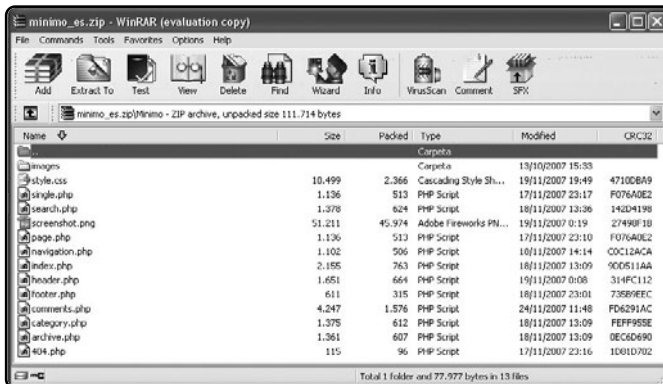 minimo_es.zip - WinRAR (evaluation copy)
File Commands Tools Favorites Options Help
Add Extract To Test View Delete Find Wizard Info VirusScan Comment SFX
minimo_es.zip\Minimo - ZIP archive, unpacked size 111.714 bytes
Name Size Packed Type Modified CRC32
.. Carpeta
images Carpeta 13/10/2007 15:33
style.css 10.499 2.366 Cascading Style Sh... 19/11/2007 19:49 4710DBA9
single.php 1.136 513 PHP Script 17/11/2007 23:17 F076A0E2
search.php 1.378 624 PHP Script 18/11/2007 13:36 142D4198
screenshot.png 51.211 45.974 Adobe Fireworks PN... 19/11/2007 0:19 27498F1B
page.php 1.136 513 PHP Script 17/11/2007 23:10 F076A0E2
navigation.php 1.102 506 PHP Script 10/11/2007 14:14 C0C12ACA
index.php 2.155 763 PHP Script 18/11/2007 13:09 9DD511AA
header.php 1.651 664 PHP Script 19/11/2007 0:08 314FC112
footer.php 611 315 PHP Script 18/11/2007 23:01 735B9EEC
comments.php 4.247 1.576 PHP Script 24/11/2007 11:48 FD6291AC
category.php 1.375 612 PHP Script 18/11/2007 13:09 FEFF955E
archive.php 1.361 607 PHP Script 18/11/2007 13:09 0EC6D690
404.php 115 96 PHP Script 17/11/2007 23:16 1D81D702
Total 1 folder and 77.977 bytes in 13 files